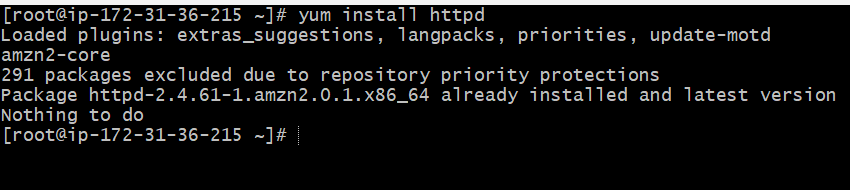 [root@ip-172-31-36-215 ~]# yum install httpd
Loaded plugins: extras_suggestions, langpacks, priorities, update-motd
amzn2-core
291 packages excluded due to repository priority protections
Package httpd-2.4.61-1.amzn2.0.1.x86_64 already installed and latest version
Nothing to do
[root@ip-172-31-36-215 ~]#